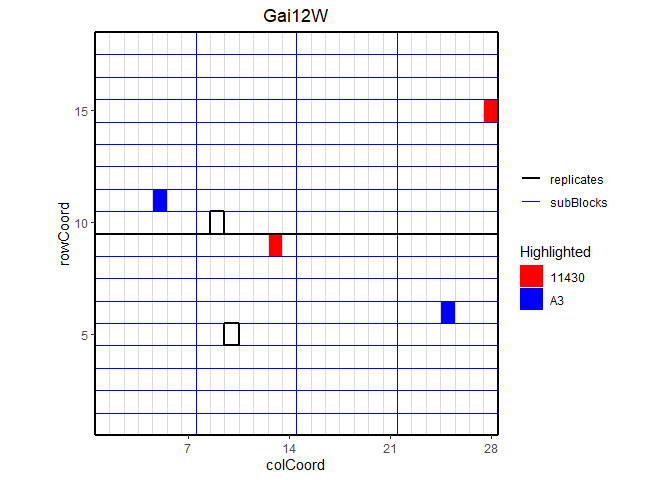 Gai12W
15
10
5
rowCoord
7
14
21
28
colCoord
replicates
subBlocks
Highlighted
11430
A3